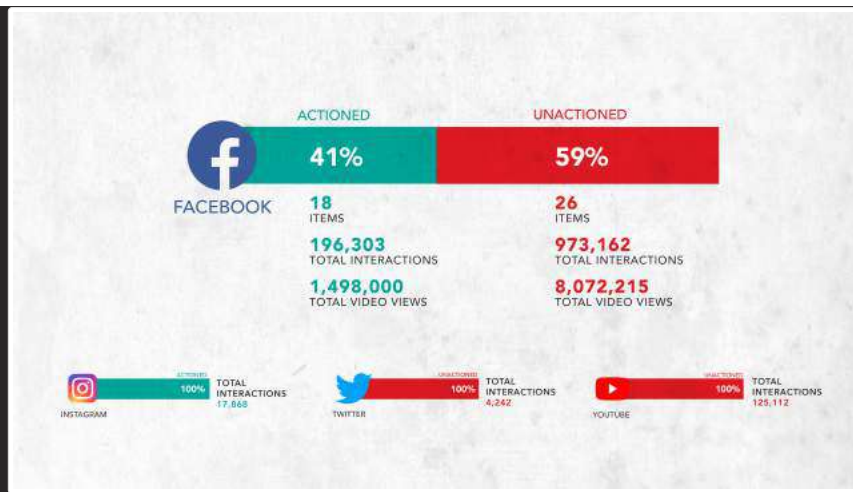 ACTIONED
UNACTIONED
41%
59%
FACEBOOK
18
ITEMS
26
ITEMS
196,303
TOTAL INTERACTIONS
973,162
TOTAL INTERACTIONS
1,498,000
TOTAL VIDEO VIEWS
8,072,215
TOTAL VIDEO VIEWS
ACTIONED
100%
TOTAL
INTERACTIONS
17,868
INSTAGRAM
UNACTIONED
100%
TOTAL
INTERACTIONS
4,242
TWITTER
UNACTIONED
100%
TOTAL
INTERACTIONS
125,112
YOUTUBE